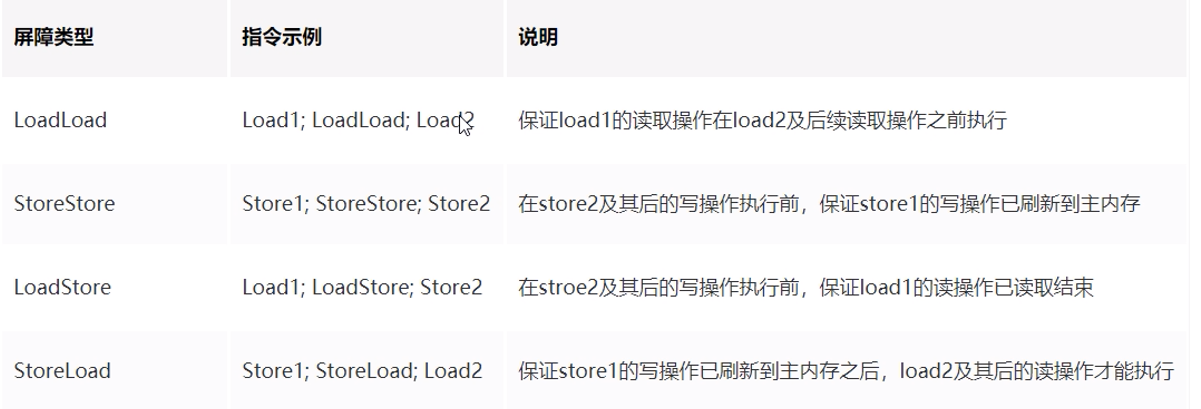 屏障类型 指令示例 说明
LoadLoad Load1; LoadLoad; Load2 保证load1的读取操作在load2及后续读取操作之前执行
StoreStore Store1; StoreStore; Store2 在store2及其后的写操作执行前，保证store1的写操作已刷新到主内存
LoadStore Load1; LoadStore; Store2 在stroe2及其后的写操作执行前，保证load1的读操作已读取结束
StoreLoad Store1; StoreLoad; Load2 保证store1的写操作已刷新到主内存之后，load2及其后的读操作才能执行